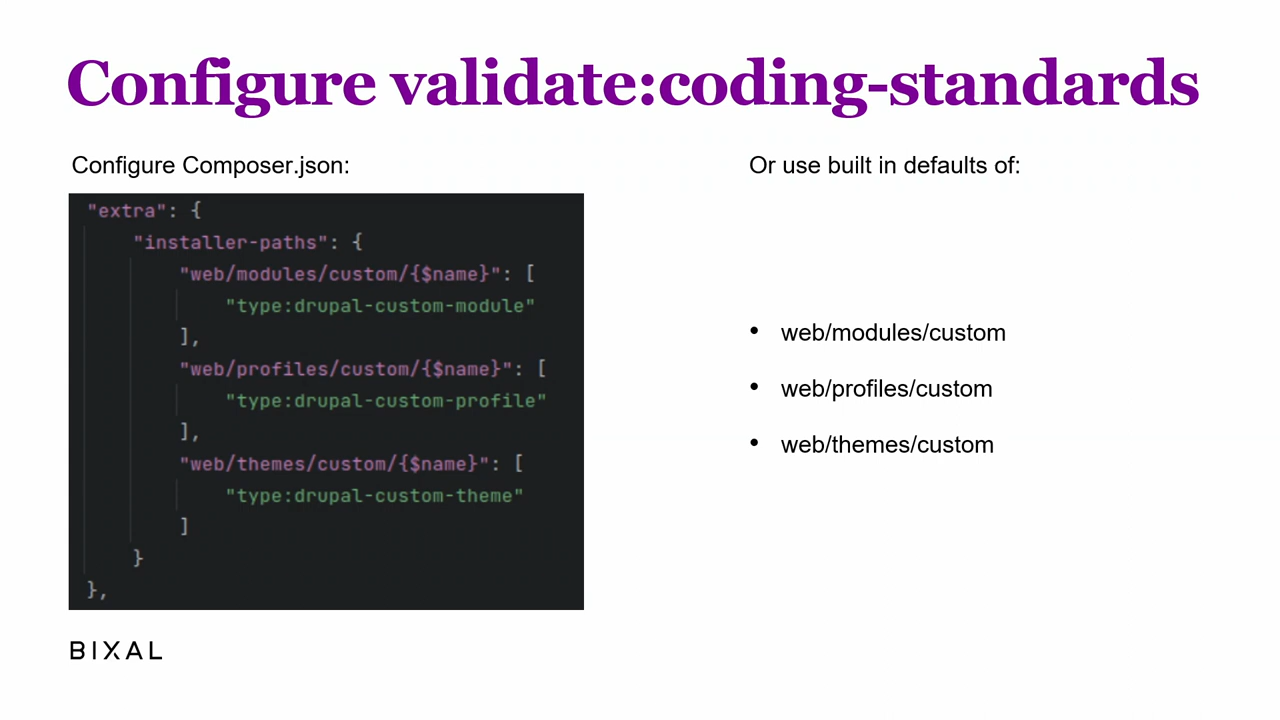 Configure validate:coding-standards
Configure Composer.json:
"extra": {
"installer-paths": {
"web/modules/custom/{$name}": [
"type:drupal-custom-module"
],
"web/profiles/custom/{$name}": [
"type:drupal-custom-profile"
],
"web/themes/custom/{$name}": [
"type:drupal-custom-theme"
]
}
},
Or use built in defaults of:
• web/modules/custom
• web/profiles/custom
• web/themes/custom
BIXAL